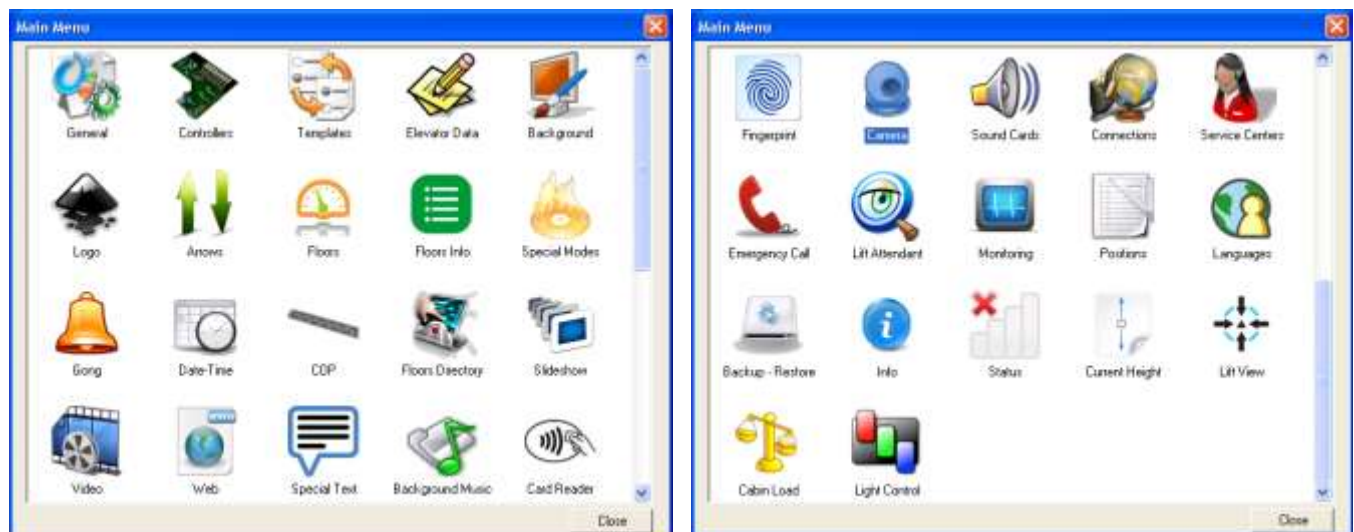 Main Menu
General Controllers Templates Elevator Data Background
Logo Arrows Floors Floors Info Special Modes
Gong Date-Time COP Floors Directory Slideshow
Video Web Special Text Background Music Card Reader
Close
Main Menu
Fingerprint Camera Sound Cards Connections Service Centers
Emergency Call Lift Attendant Monitoring Positions Languages
Backup - Restore Info Status Current Height Lift View
Cabin Load Light Control
Close